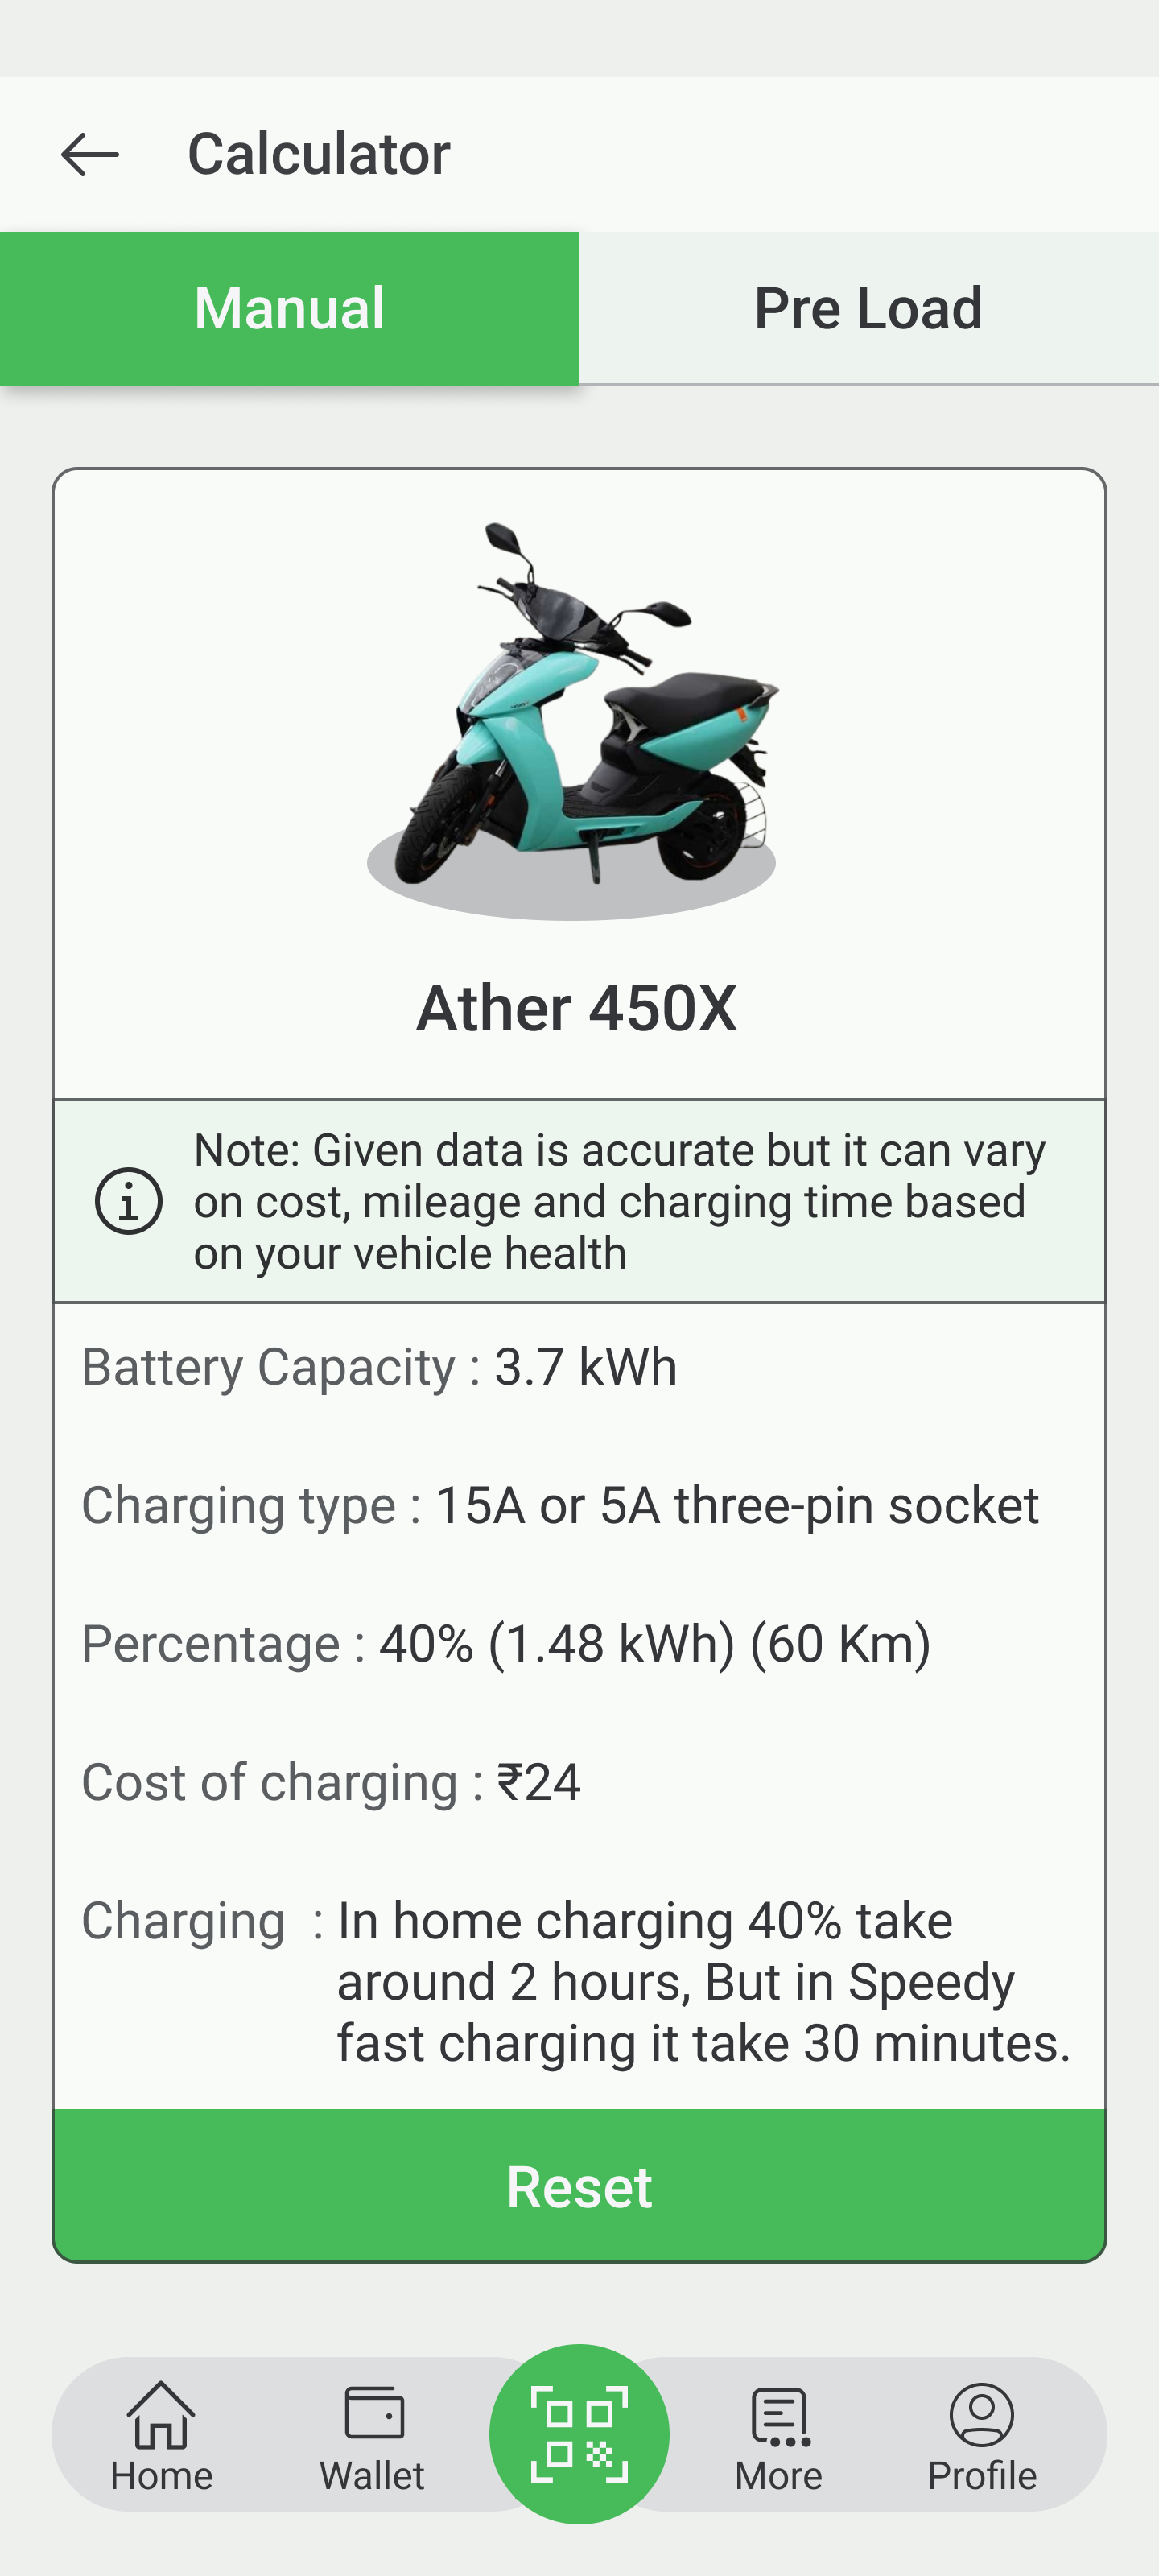 Calculator
Manual
Pre Load
Ather 450X
Note: Given data is accurate but it can vary
on cost, mileage and charging time based
on your vehicle health
Battery Capacity : 3.7 kWh
Charging type : 15A or 5A three-pin socket
Percentage : 40% (1.48 kWh) (60 Km)
Cost of charging : ₹24
Charging : In home charging 40% take
around 2 hours, But in Speedy
fast charging it take 30 minutes.
Reset
Home
Wallet
More
Profile